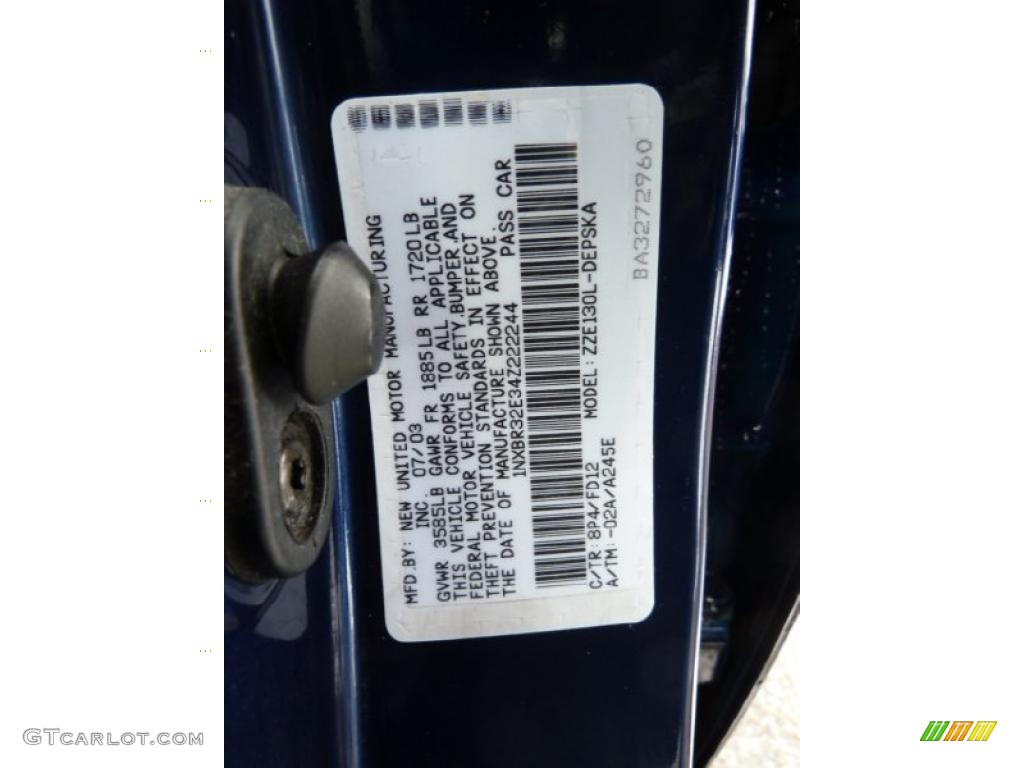 MFD.BY: NEW UNITED MOTOR MANUFACTURING
INC. 07/03
GVWR 3585LB GAWR FR 1885LB RR 1720LB
THIS VEHICLE CONFORMS TO ALL APPLICABLE
FEDERAL MOTOR VEHICLE SAFETY,BUMPER,AND
THEFT PREVENTION STANDARDS IN EFFECT ON
THE DATE OF MANUFACTURE SHOWN ABOVE.
1NXBR32E34Z222244 PASS CAR
C/TR: 8P4/FD12 MODEL: ZZE130L-DEPSKA
A/TM: -02A/A245E
BA3272960
GTCARLOT.COM